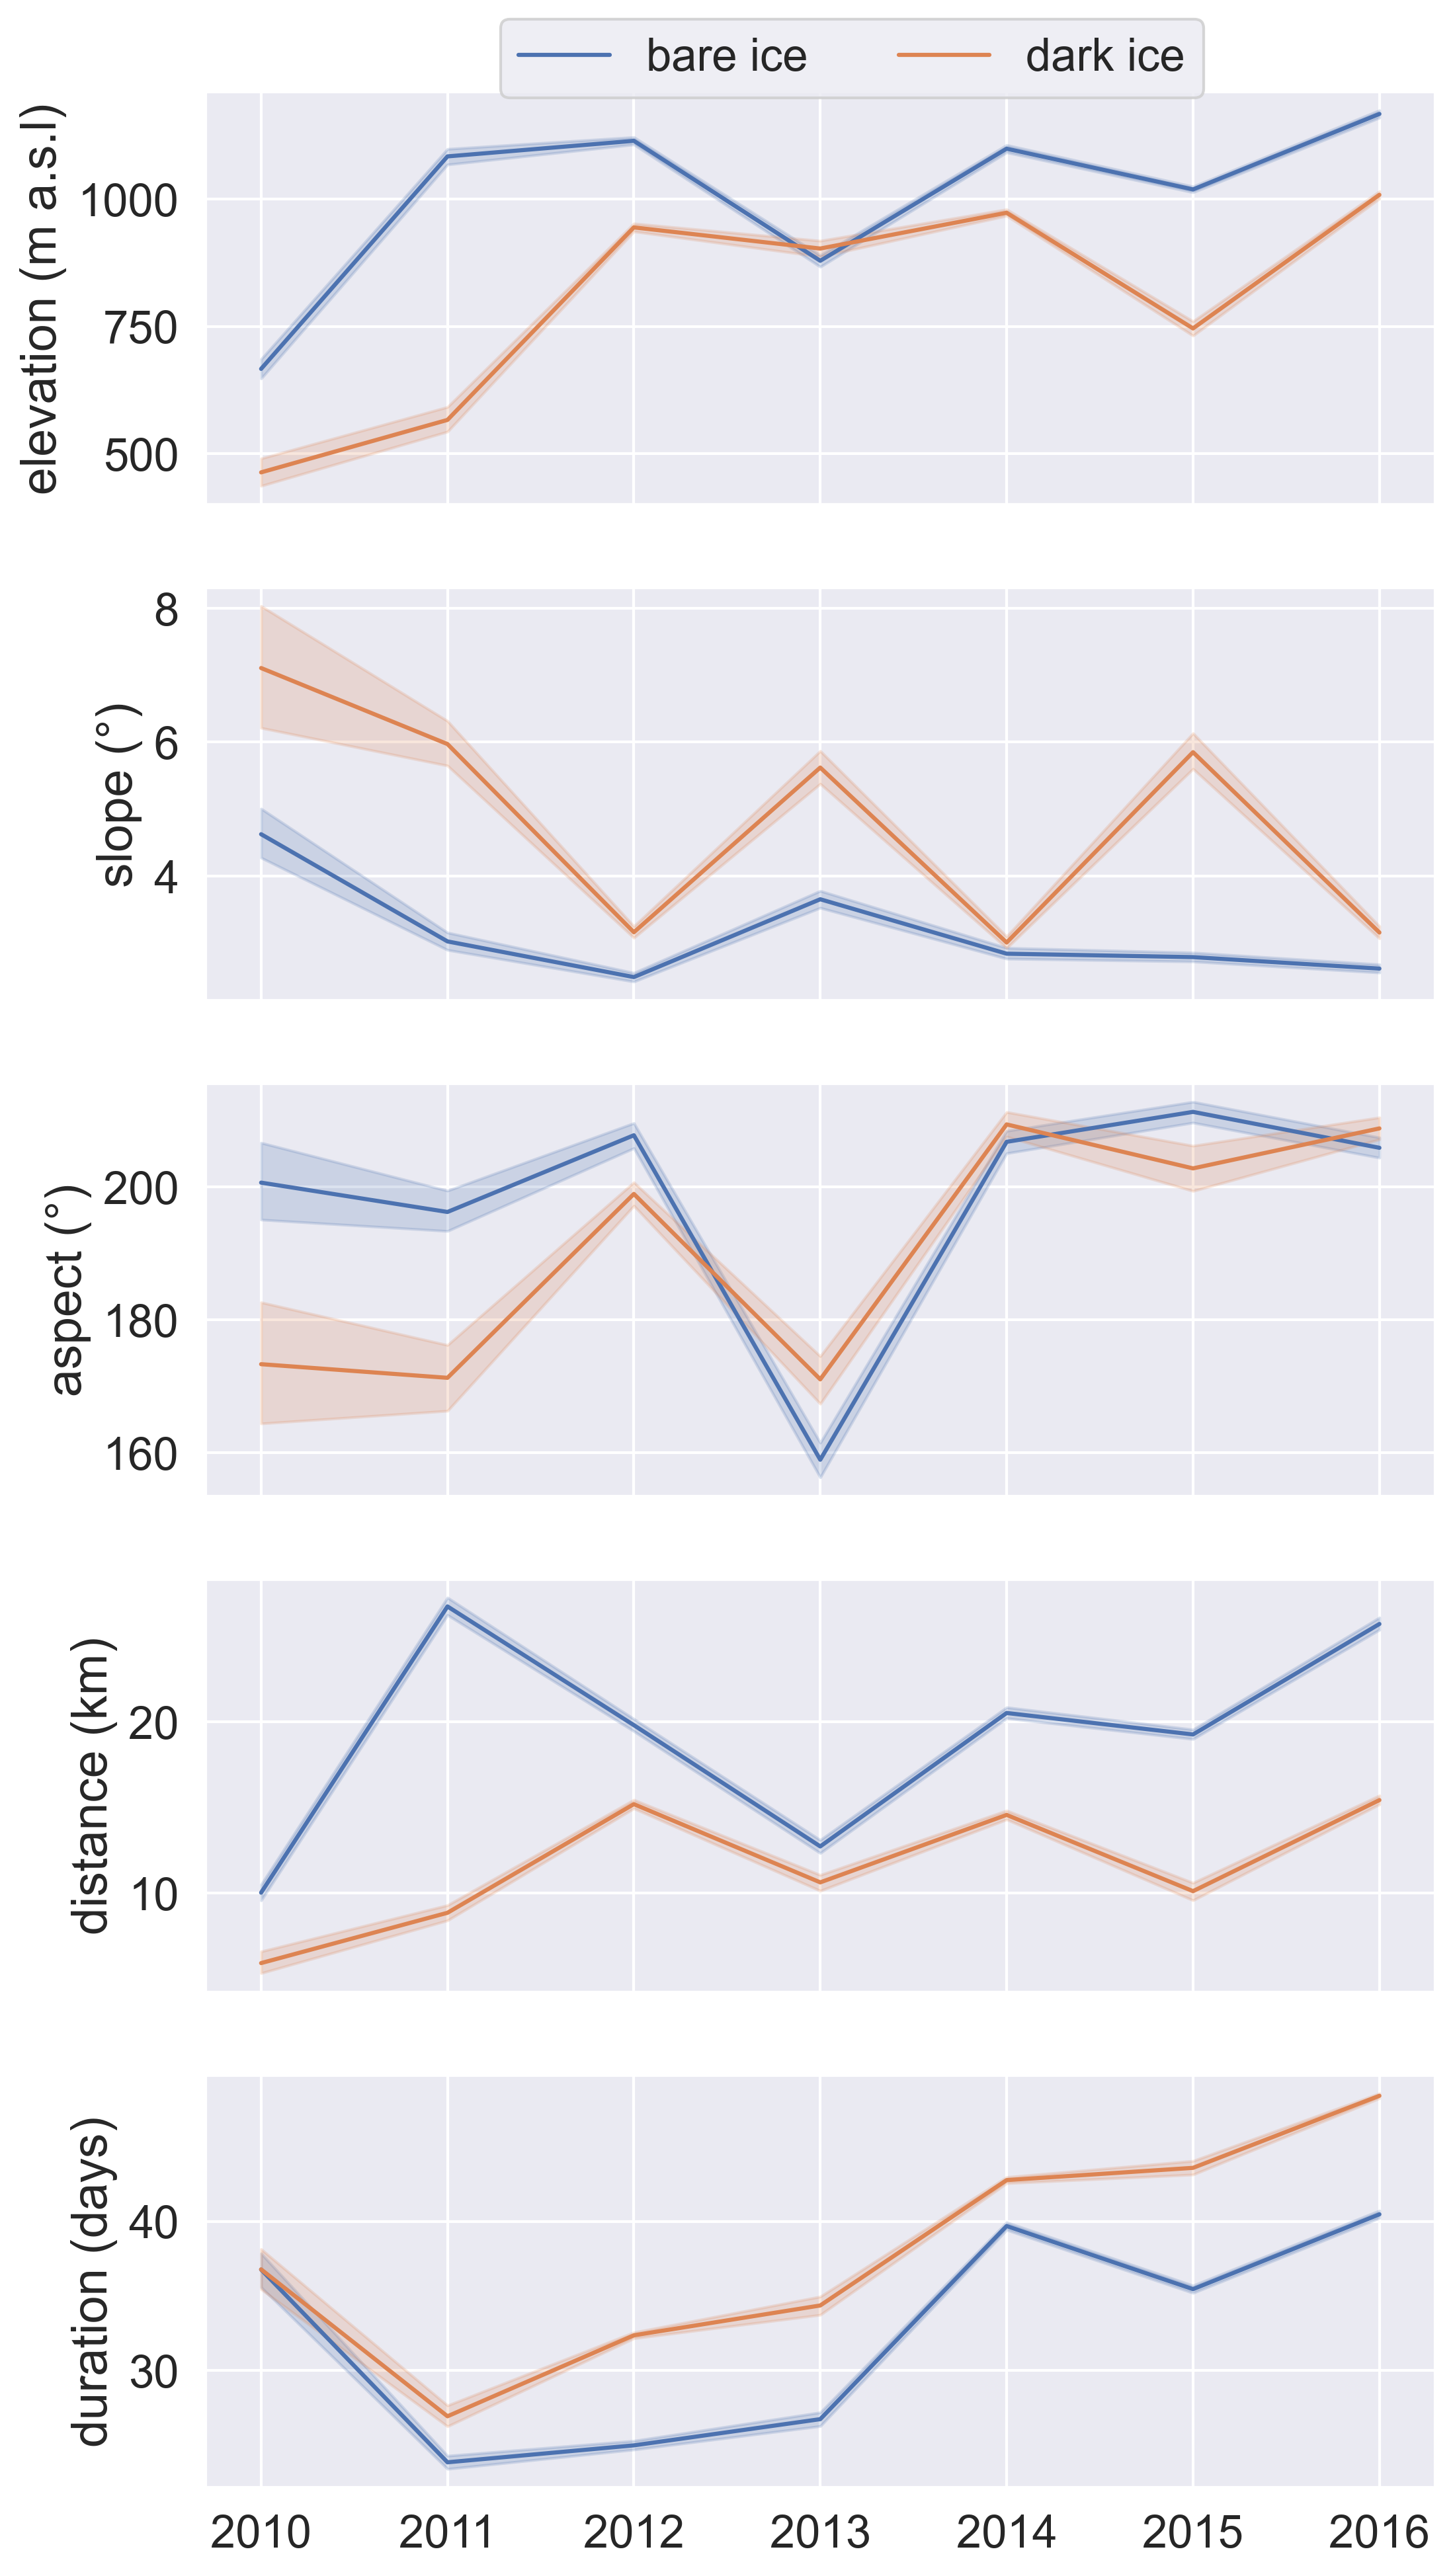 bare ice dark ice
elevation (m a.s.l)
1000
750
500
slope (°)
8
6
4
aspect (°)
200
180
160
distance (km)
20
10
duration (days)
40
30
2010 2011 2012 2013 2014 2015 2016